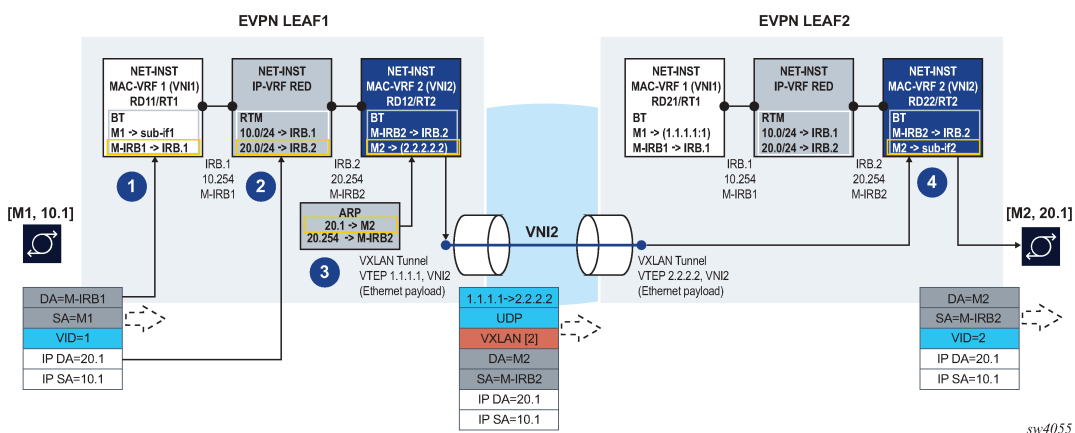 EVPN LEAF1
NET-INST
MAC-VRF 1 (VNI1)
RD11/RT1
BT
M1 -> sub-if1
M-IRB1 -> IRB.1
NET-INST
IP-VRF RED
RTM
10.0/24 -> IRB.1
20.0/24 -> IRB.2
NET-INST
MAC-VRF 2 (VNI2)
RD12/RT2
BT
M-IRB2 -> IRB.2
M2 -> (2.2.2.2.2)
IRB.1
10.254
M-IRB1
IRB.2
20.254
M-IRB2
1
2
ARP
20.1 -> M2
20.254 -> M-IRB2
3
VXLAN Tunnel
VTEP 1.1.1.1, VNI2
(Ethernet payload)
[M1, 10.1]
DA=M-IRB1
SA=M1
VID=1
IP DA=20.1
IP SA=10.1
VNI2
1.1.1.1->2.2.2.2
UDP
VXLAN [2]
DA=M2
SA=M-IRB2
IP DA=20.1
IP SA=10.1
EVPN LEAF2
NET-INST
MAC-VRF 1 (VNI1)
RD21/RT1
BT
M1 -> (1.1.1.1:1)
M-IRB1 -> IRB.1
NET-INST
IP-VRF RED
RTM
10.0/24 -> IRB.1
20.0/24 -> IRB.2
NET-INST
MAC-VRF 2 (VNI2)
RD22/RT2
BT
M-IRB2 -> IRB.2
M2 -> sub-if2
IRB.1
10.254
M-IRB1
IRB.2
20.254
M-IRB2
4
VXLAN Tunnel
VTEP 2.2.2.2, VNI2
(Ethernet payload)
[M2, 20.1]
DA=M2
SA=M-IRB2
VID=2
IP DA=20.1
IP SA=10.1
sw4055